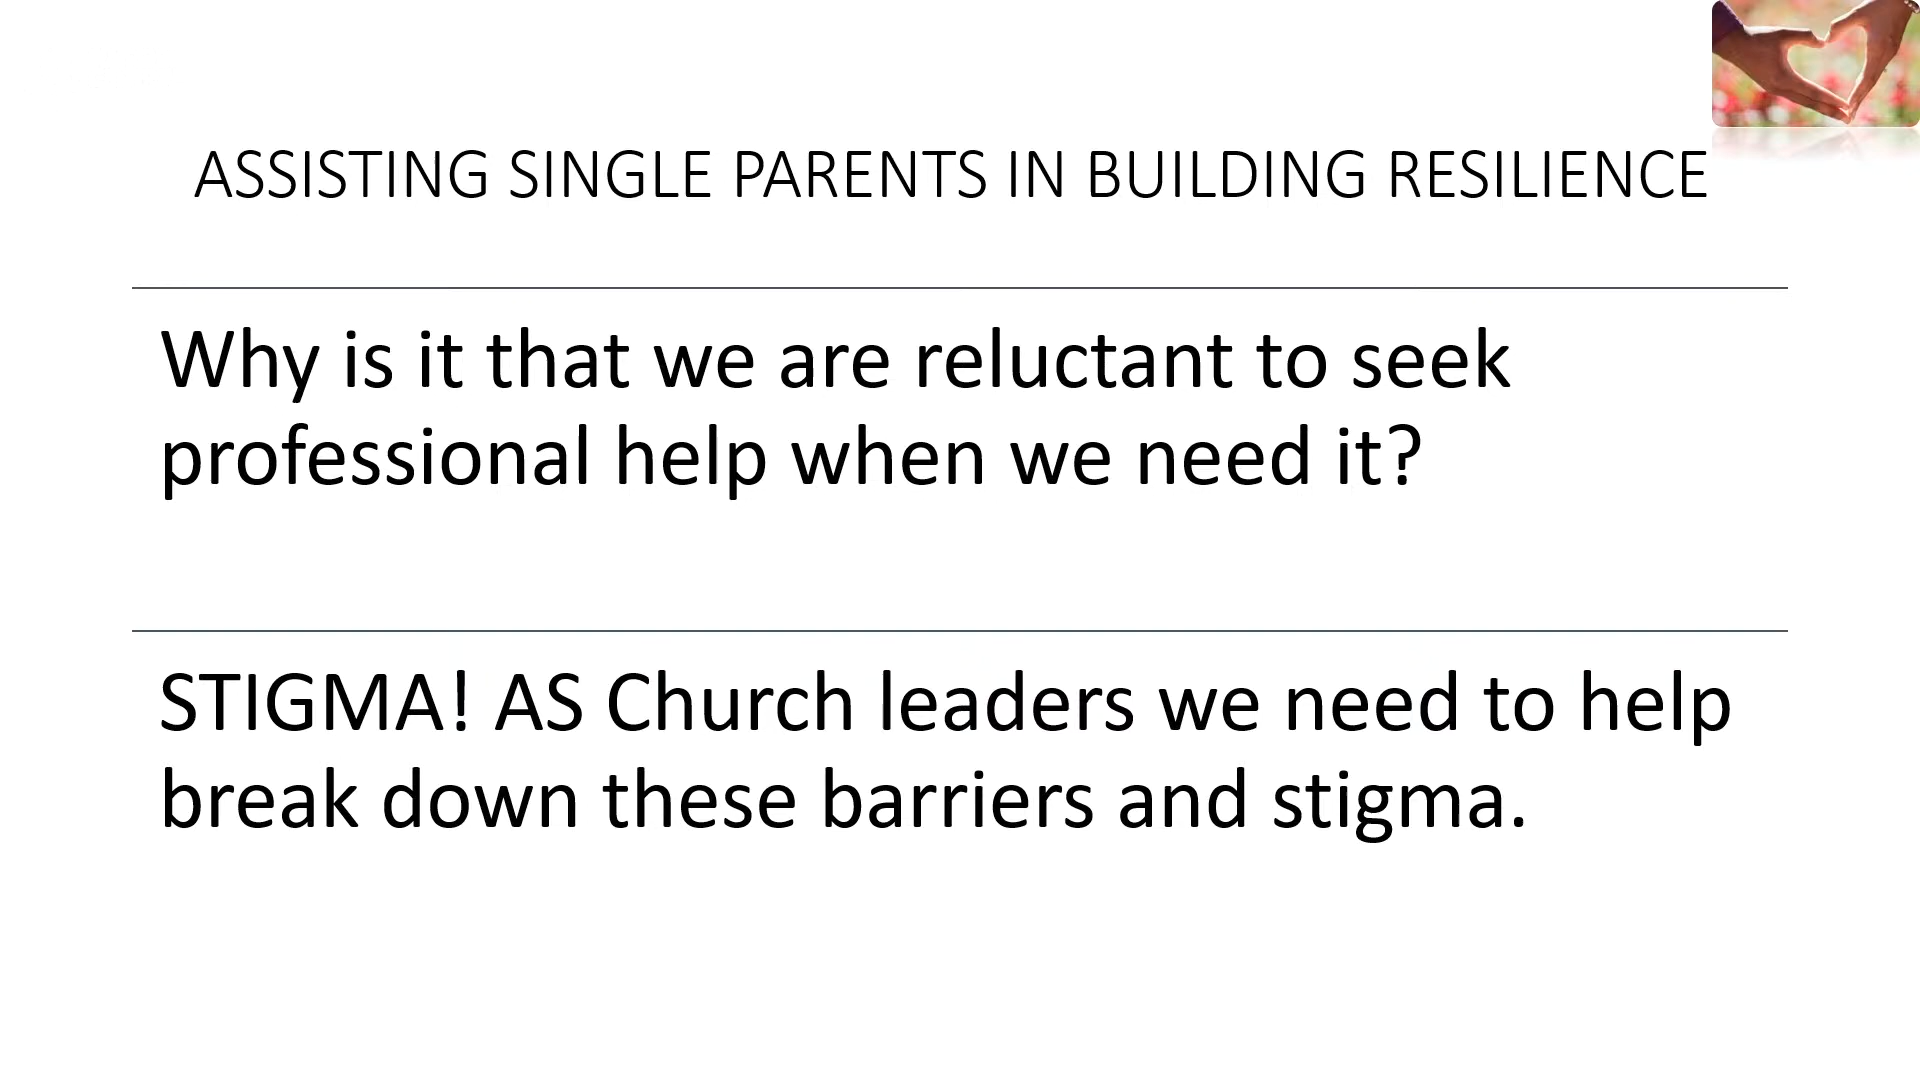 ASSISTING SINGLE PARENTS IN BUILDING RESILIENCE
Why is it that we are reluctant to seek
professional help when we need it?
STIGMA! AS Church leaders we need to help
break down these barriers and stigma.